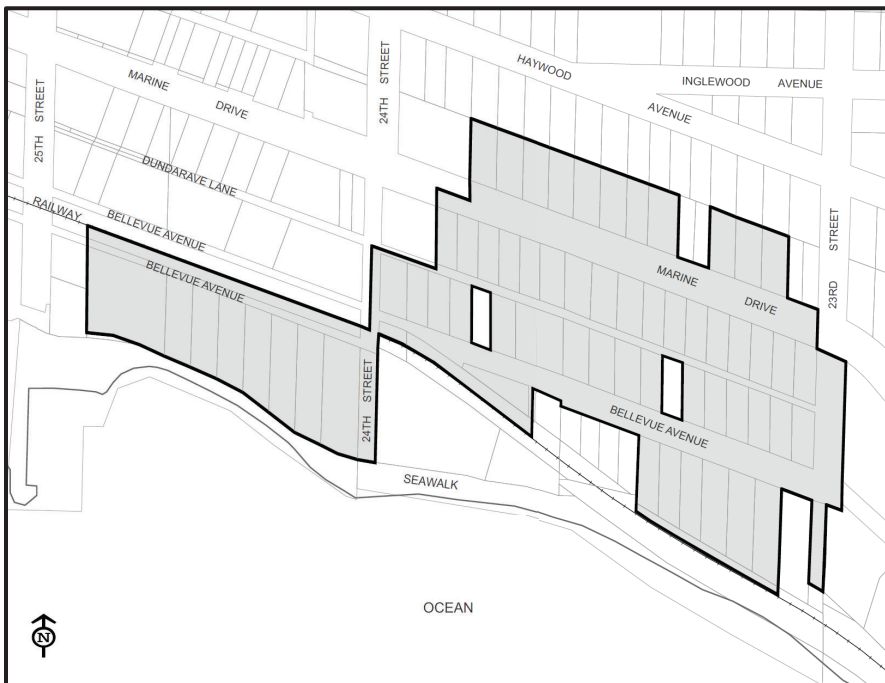 HAYWOOD AVENUE
INGLEWOOD AVENUE
24TH STREET
MARINE DRIVE
25TH STREET
DUNDARAVE LANE
RAILWAY
BELLEVUE AVENUE
BELLEVUE AVENUE
23RD STREET
MARINE DRIVE
24TH STREET
BELLEVUE AVENUE
SEAWALK
OCEAN
N